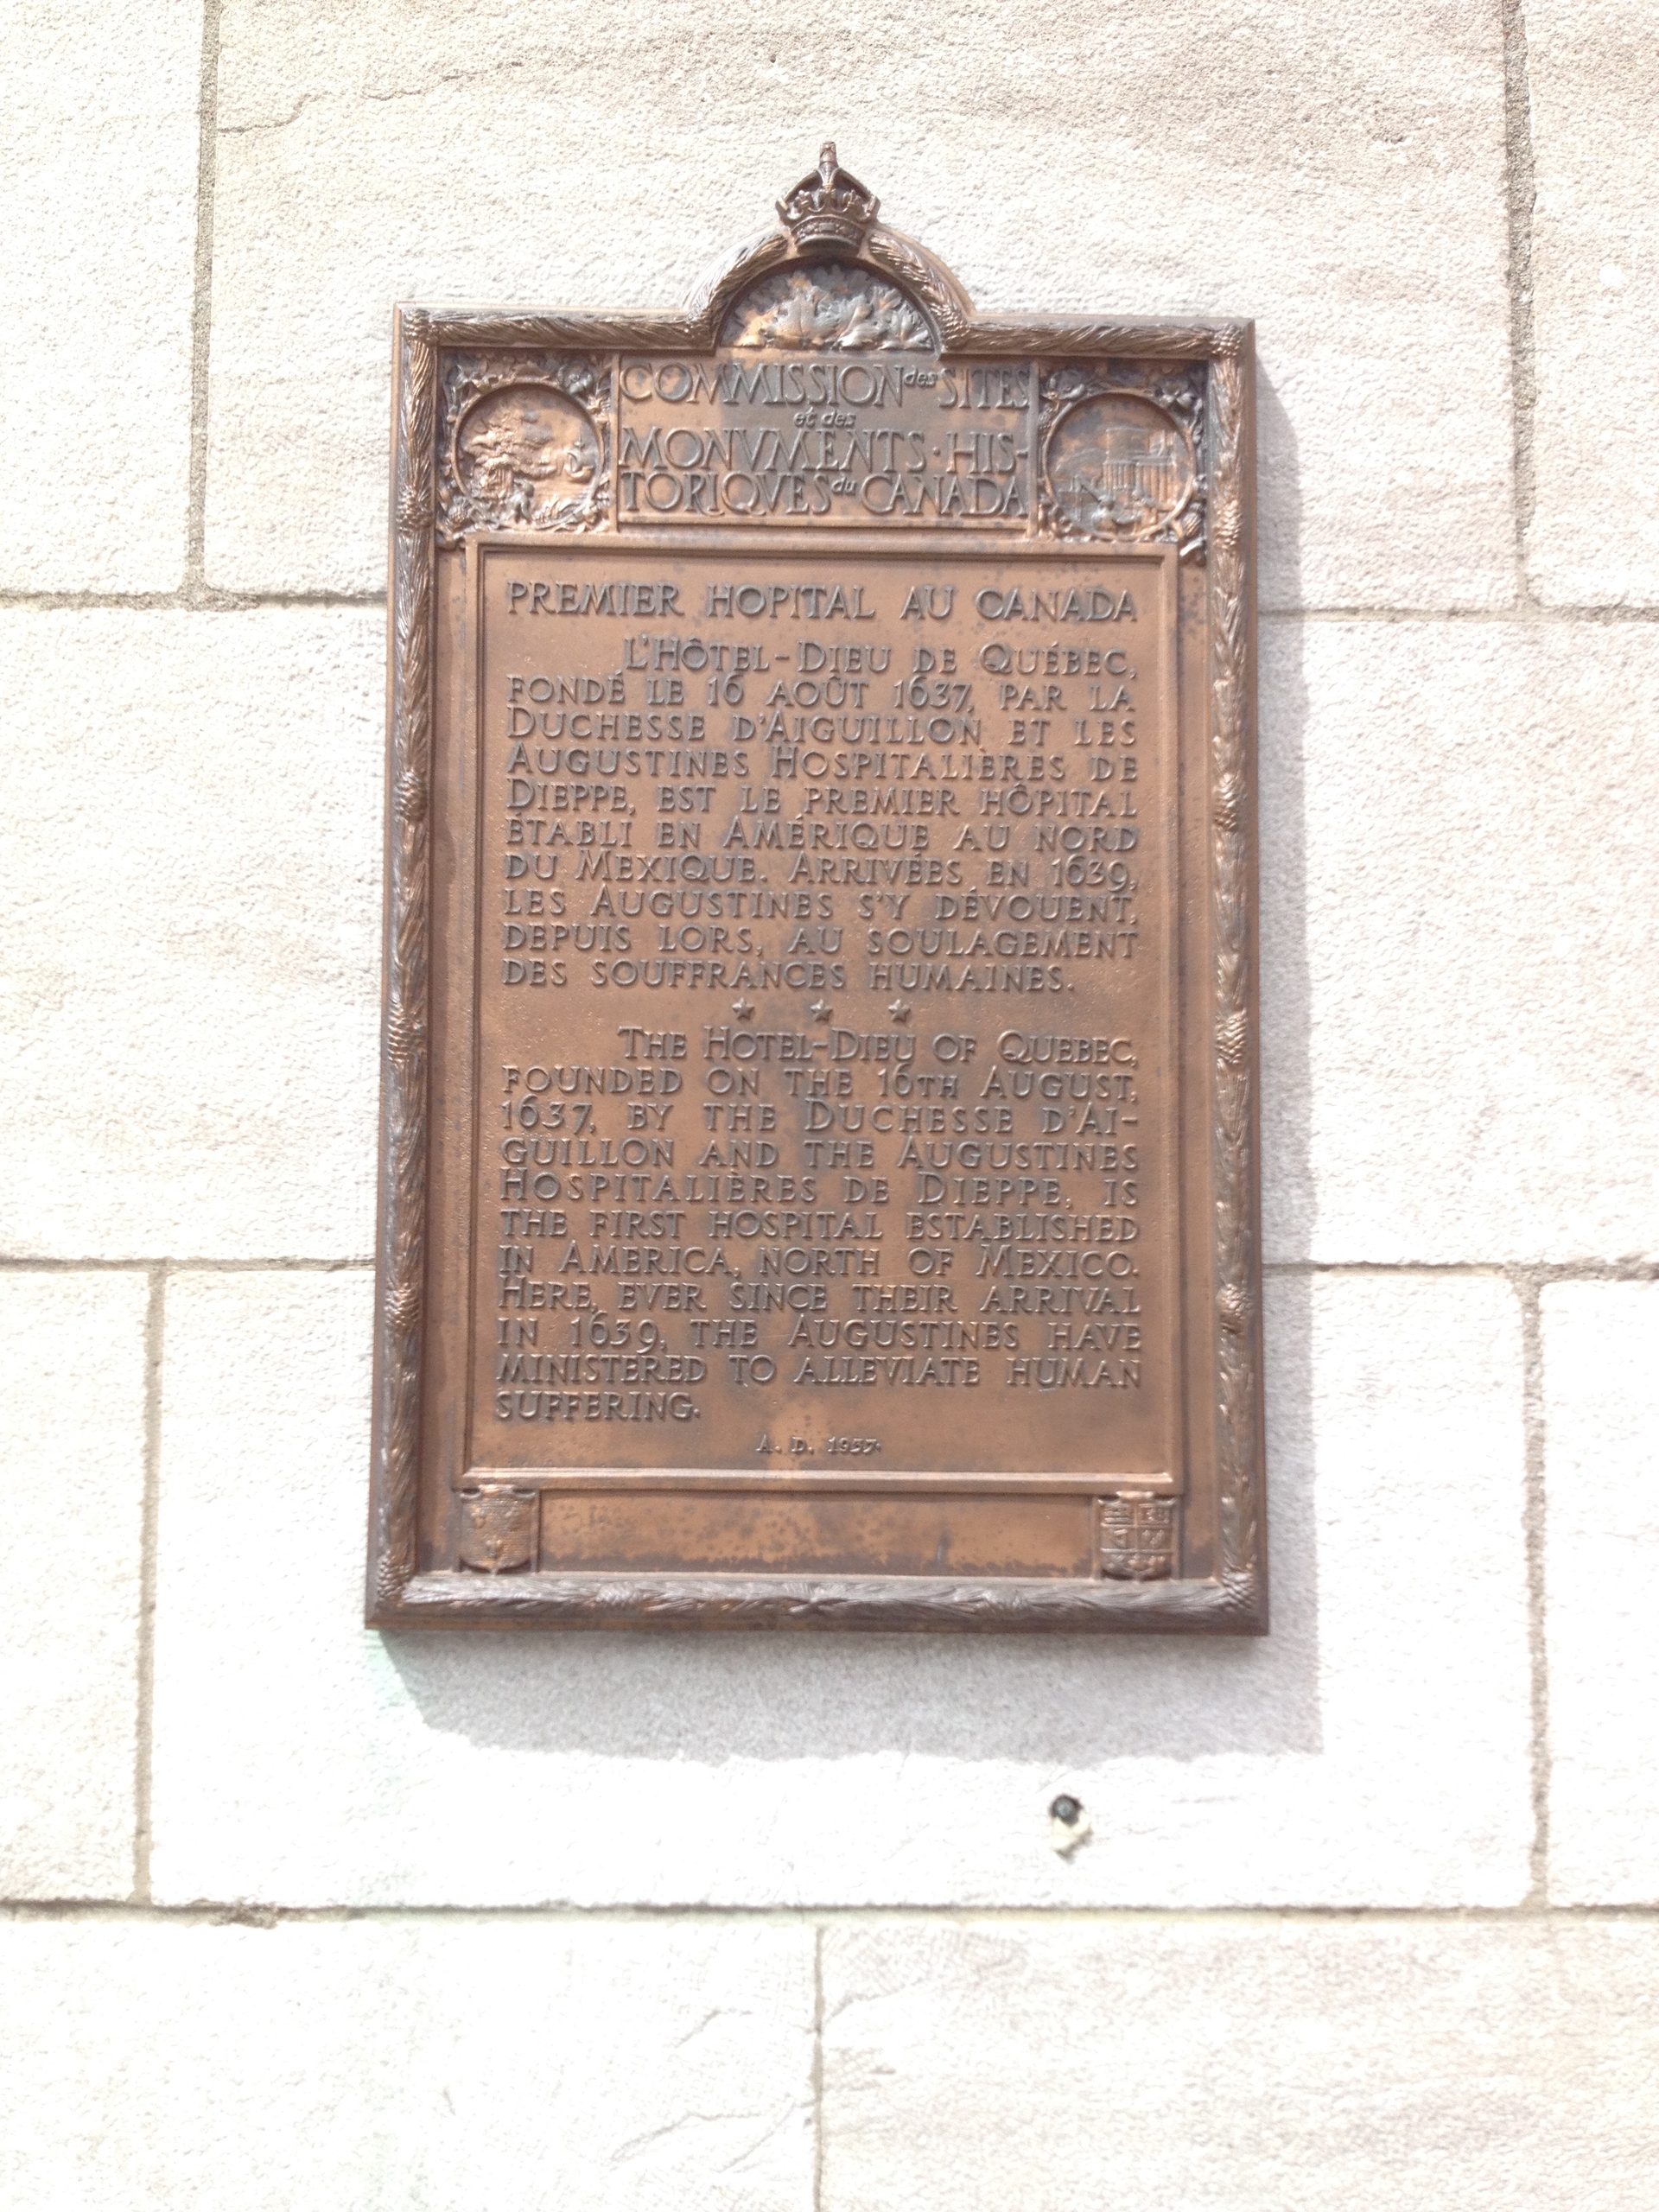 COMMISSION des SITES
et des
MONVMENTS · HIS-
TORIQVES du CANADA
PREMIER HOPITAL AU CANADA
L'HÔTEL-DIEU DE QUÉBEC,
FONDÉ LE 16 AOÛT 1637, PAR LA
DUCHESSE D'AIGUILLON ET LES
AUGUSTINES HOSPITALIÈRES DE
DIEPPE, EST LE PREMIER HÔPITAL
ÉTABLI EN AMÉRIQUE AU NORD
DU MEXIQUE. ARRIVÉES EN 1639,
LES AUGUSTINES S'Y DÉVOUENT,
DEPUIS LORS, AU SOULAGEMENT
DES SOUFFRANCES HUMAINES.
THE HOTEL-DIEU OF QUEBEC,
FOUNDED ON THE 16TH AUGUST,
1637, BY THE DUCHESSE D'AI-
GUILLON AND THE AUGUSTINES
HOSPITALIÈRES DE DIEPPE, IS
THE FIRST HOSPITAL ESTABLISHED
IN AMERICA, NORTH OF MEXICO.
HERE, EVER SINCE THEIR ARRIVAL
IN 1639, THE AUGUSTINES HAVE
MINISTERED TO ALLEVIATE HUMAN
SUFFERING.
A. D. 1937.